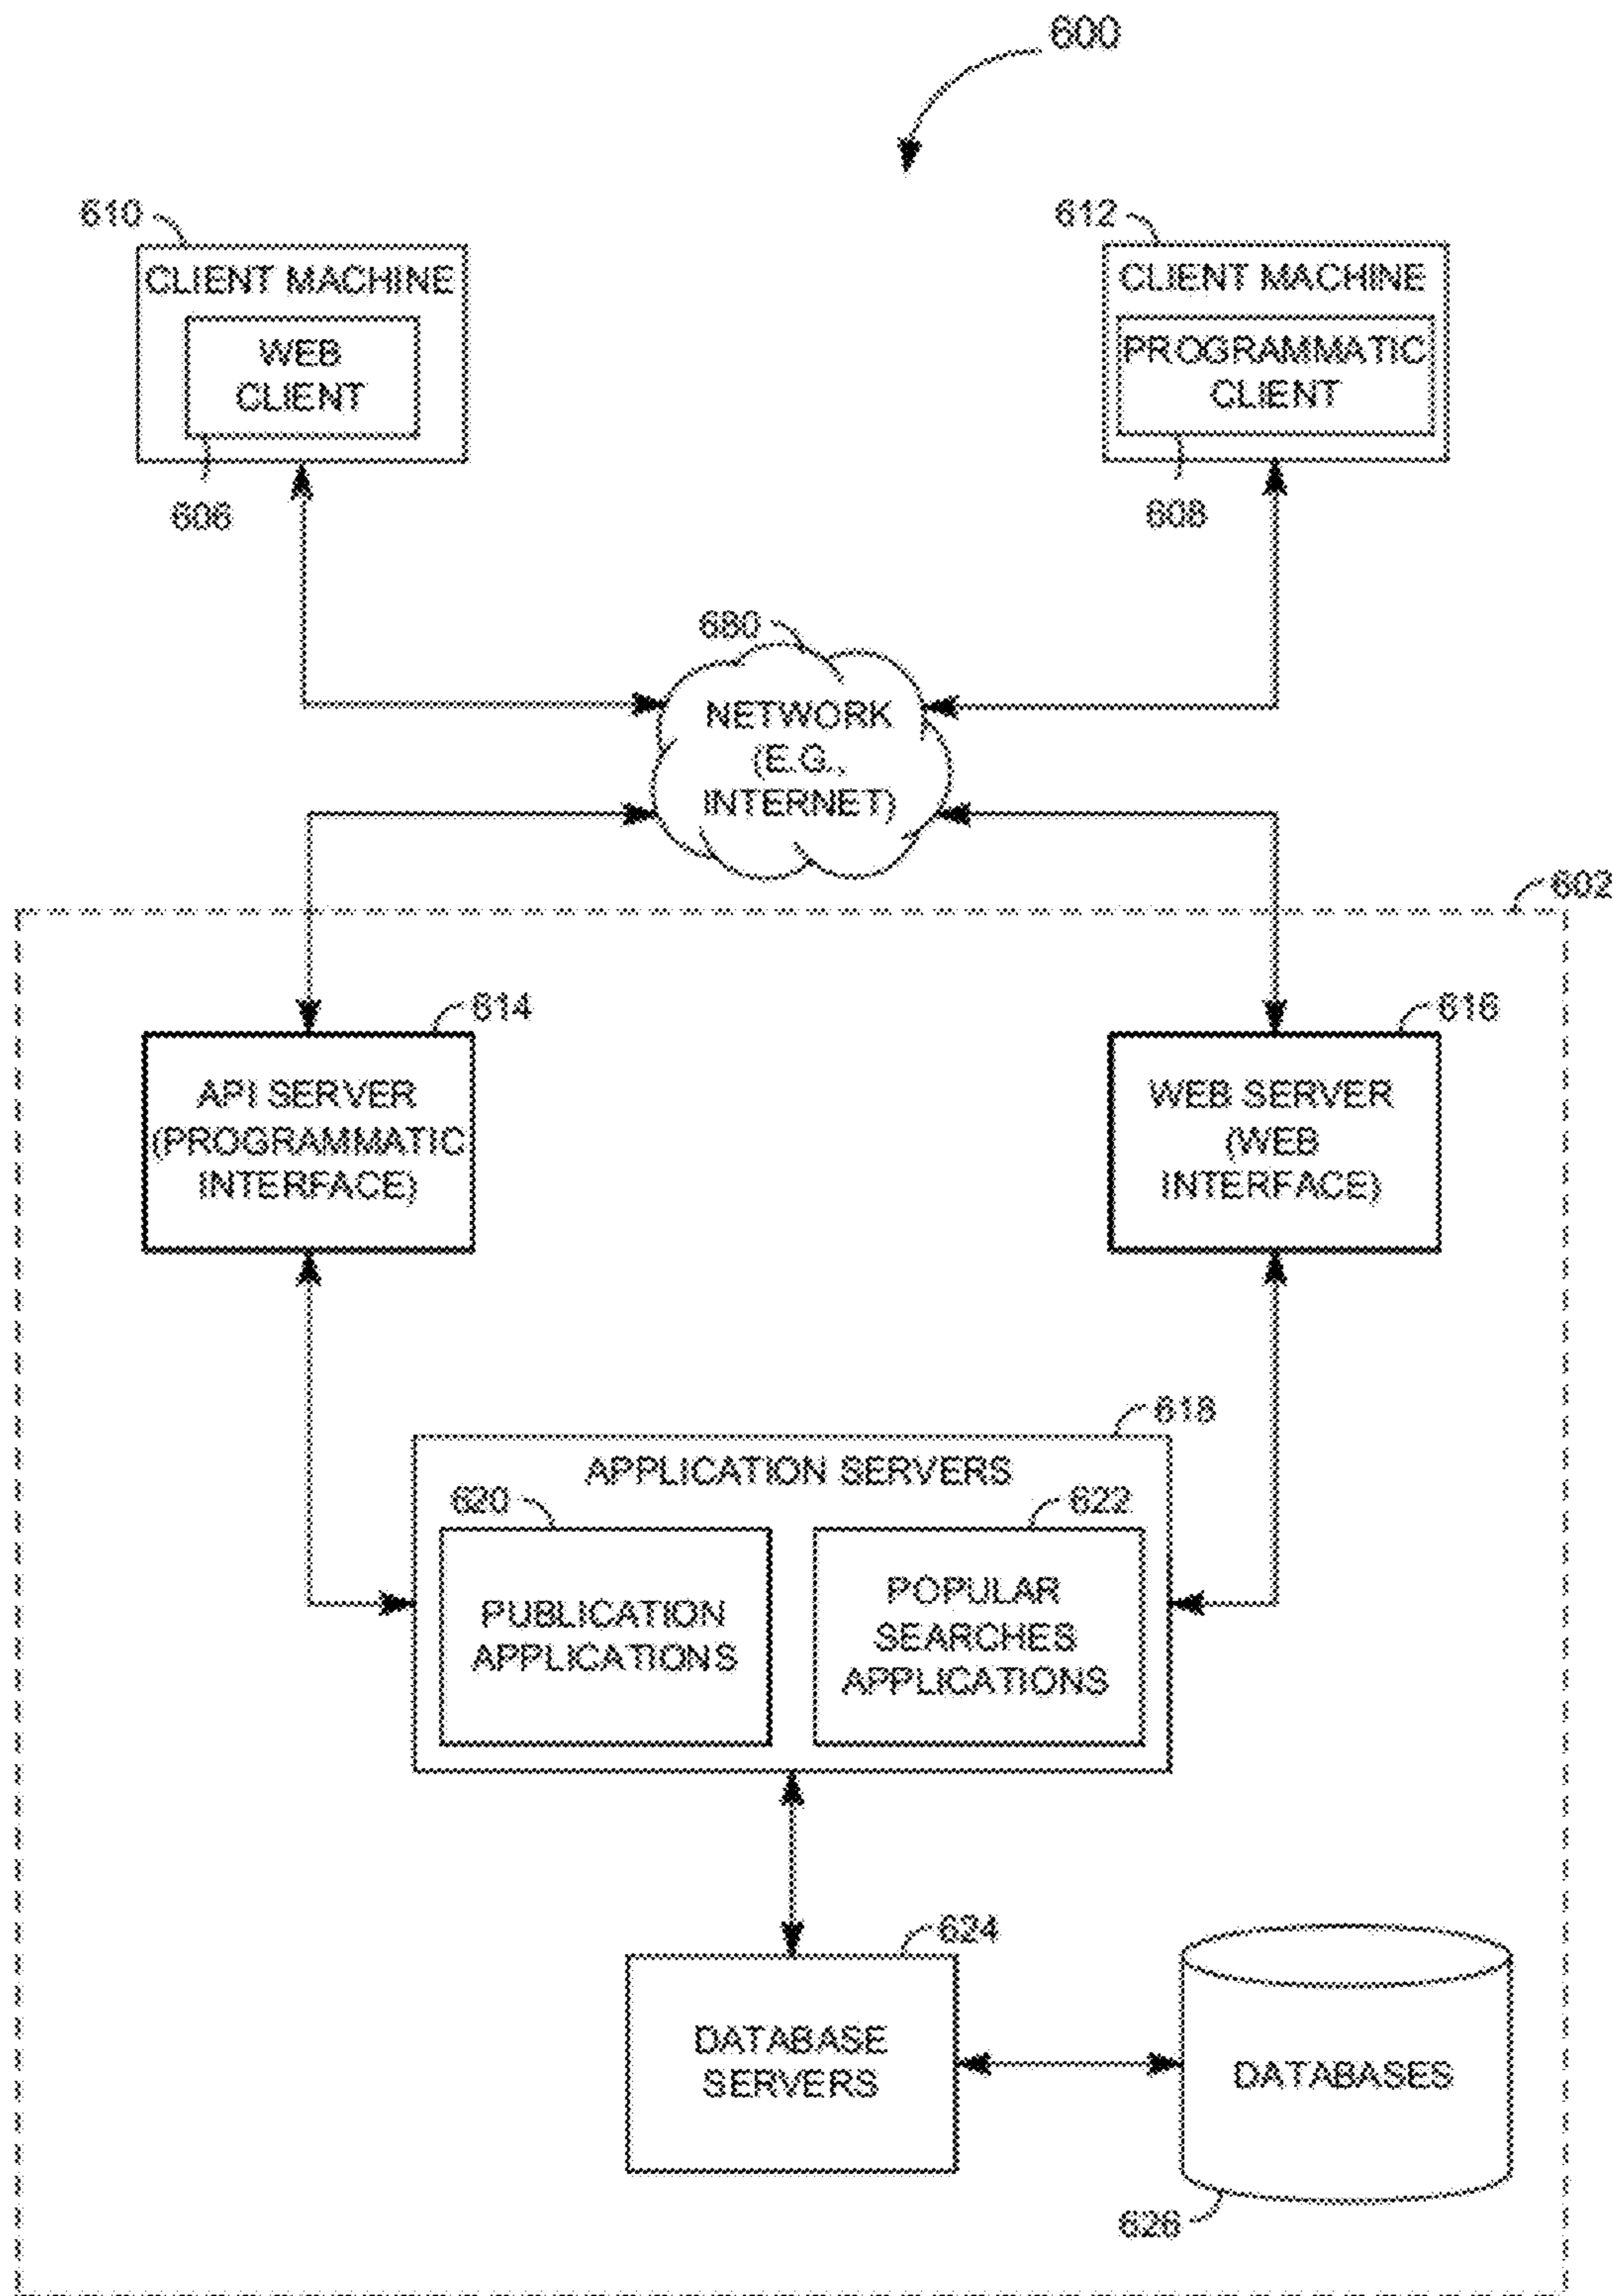 600
610
612
CLIENT MACHINE
WEB
CLIENT
606
CLIENT MACHINE
PROGRAMMATIC
CLIENT
608
680
NETWORK
(E.G.,
INTERNET)
602
614
API SERVER
(PROGRAMMATIC
INTERFACE)
616
WEB SERVER
(WEB
INTERFACE)
618
APPLICATION SERVERS
620
PUBLICATION
APPLICATIONS
622
POPULAR
SEARCHES
APPLICATIONS
624
DATABASE
SERVERS
DATABASES
626